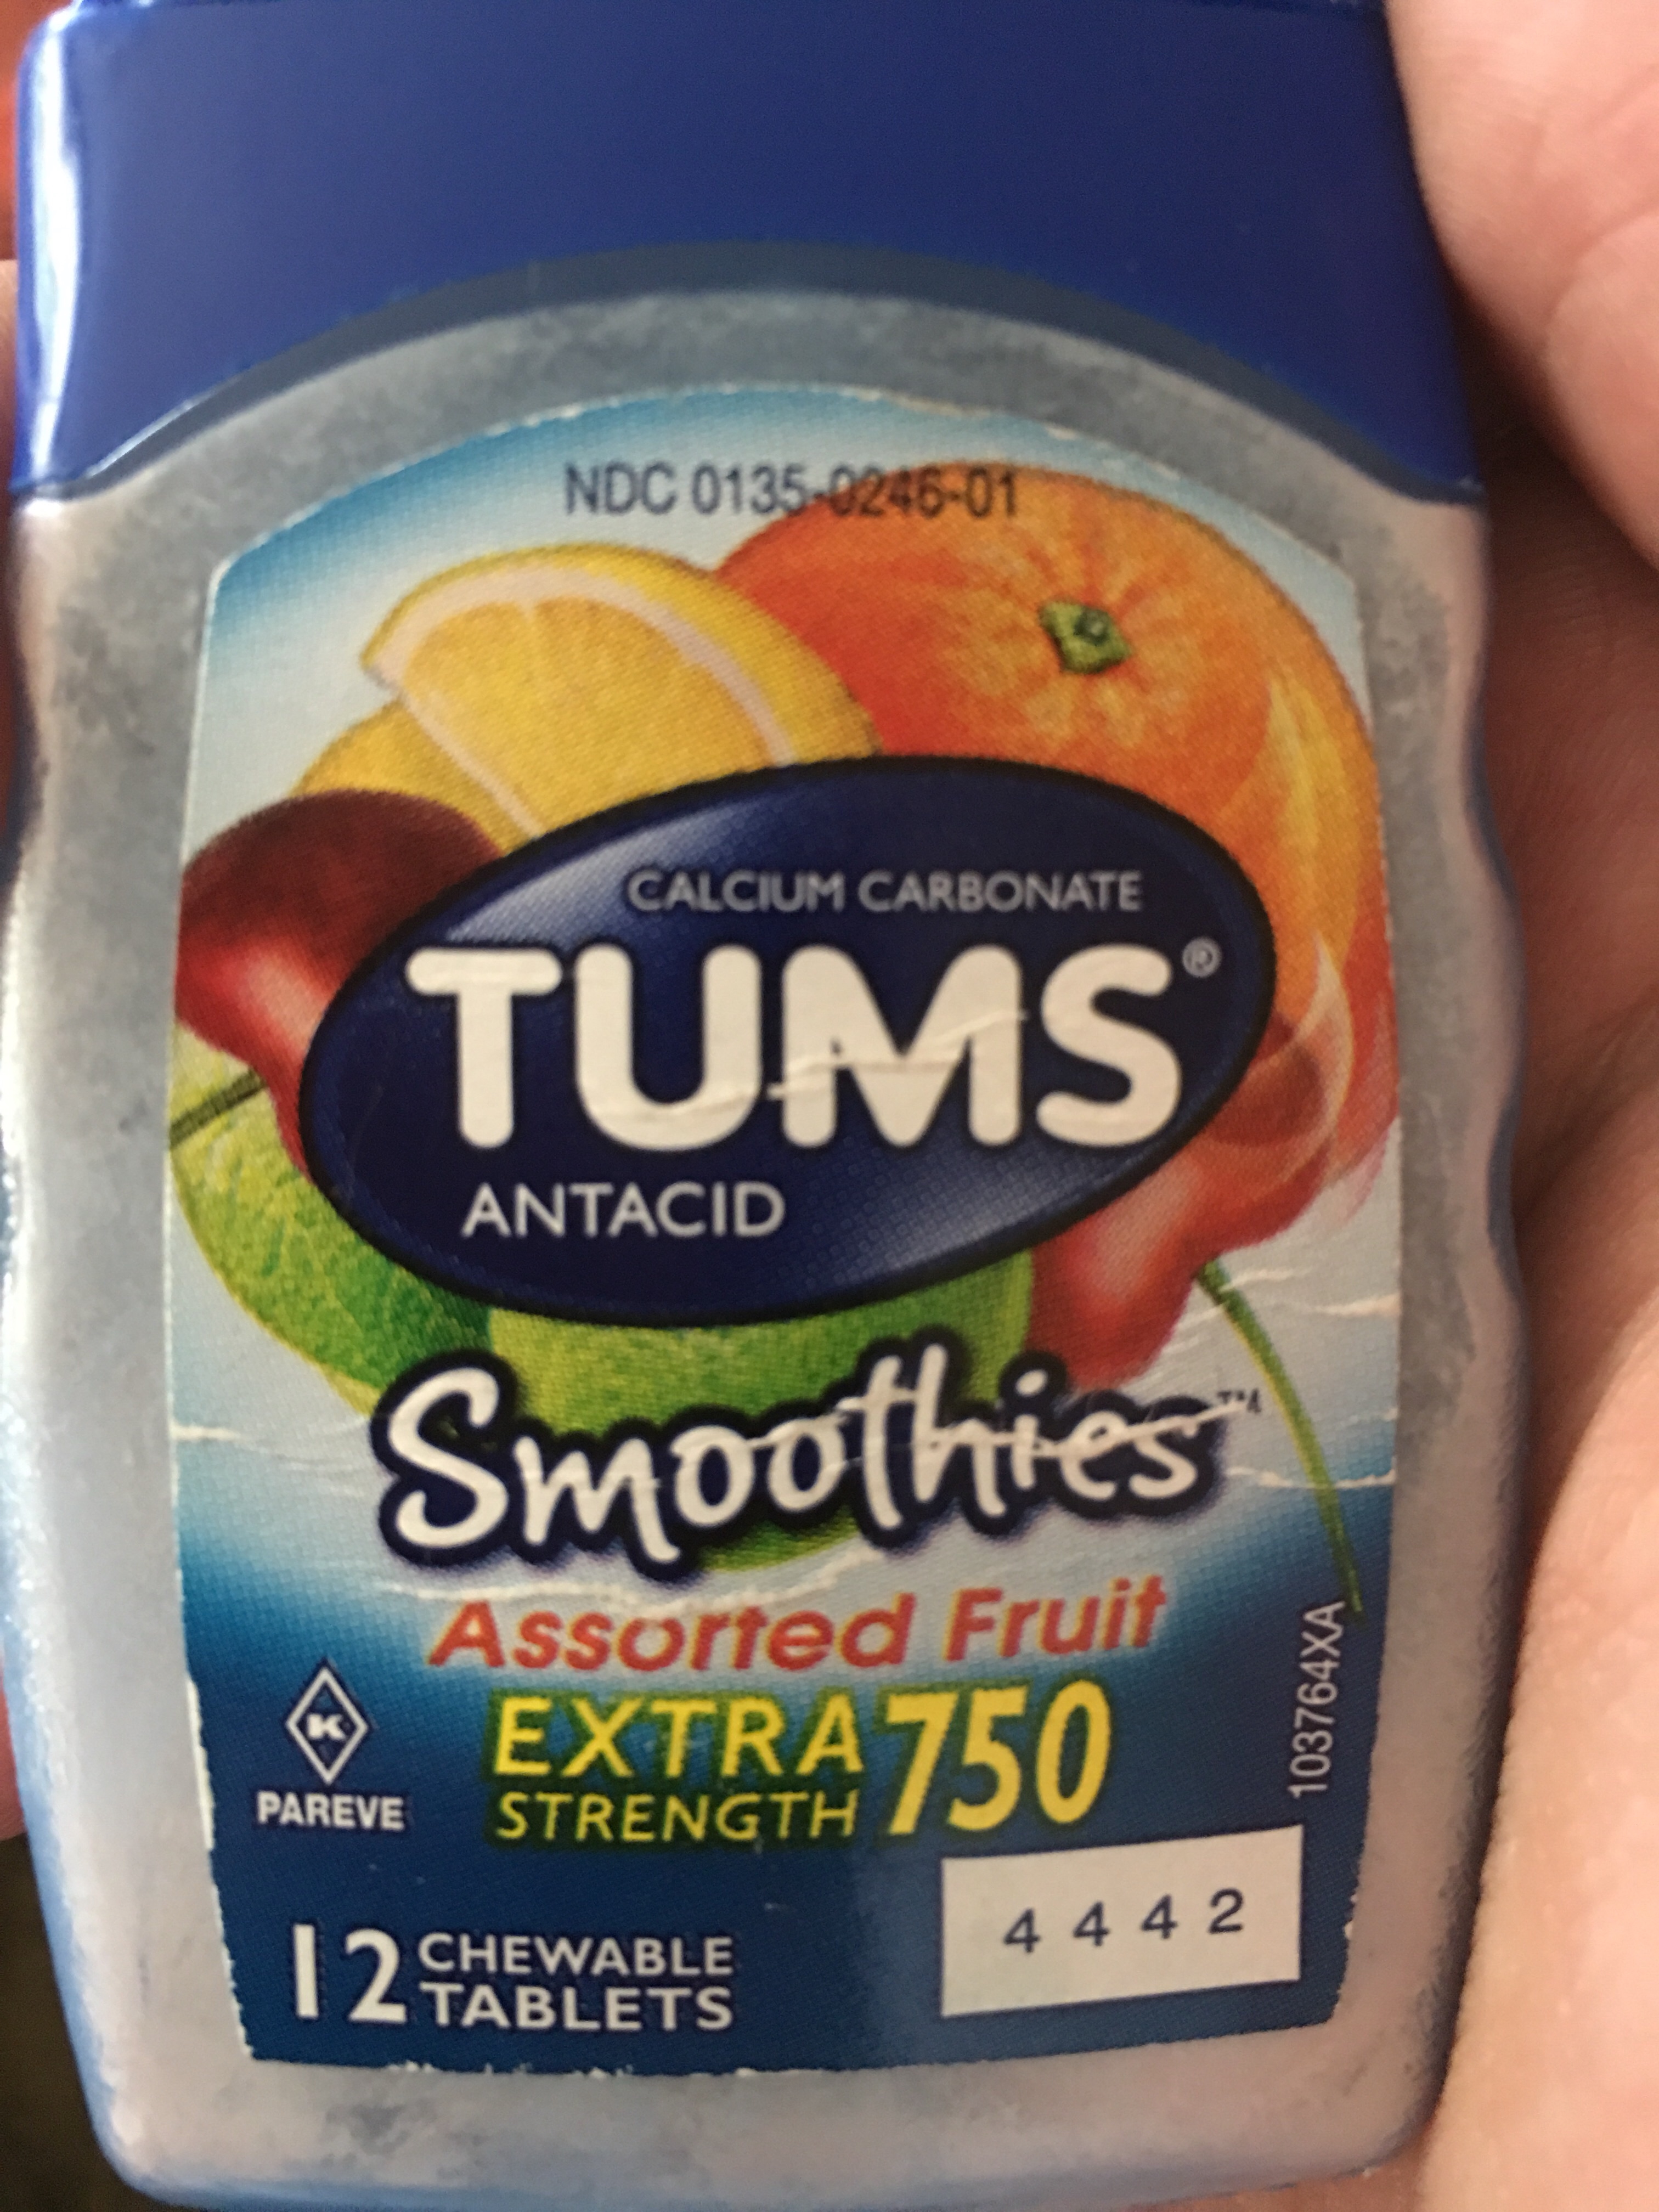 NDC 0135-0246-01
CALCIUM CARBONATE
TUMS®
ANTACID
Smoothies™
Assorted Fruit
EXTRA STRENGTH 750
K
PAREVE
103764XA
12 CHEWABLE TABLETS
4442